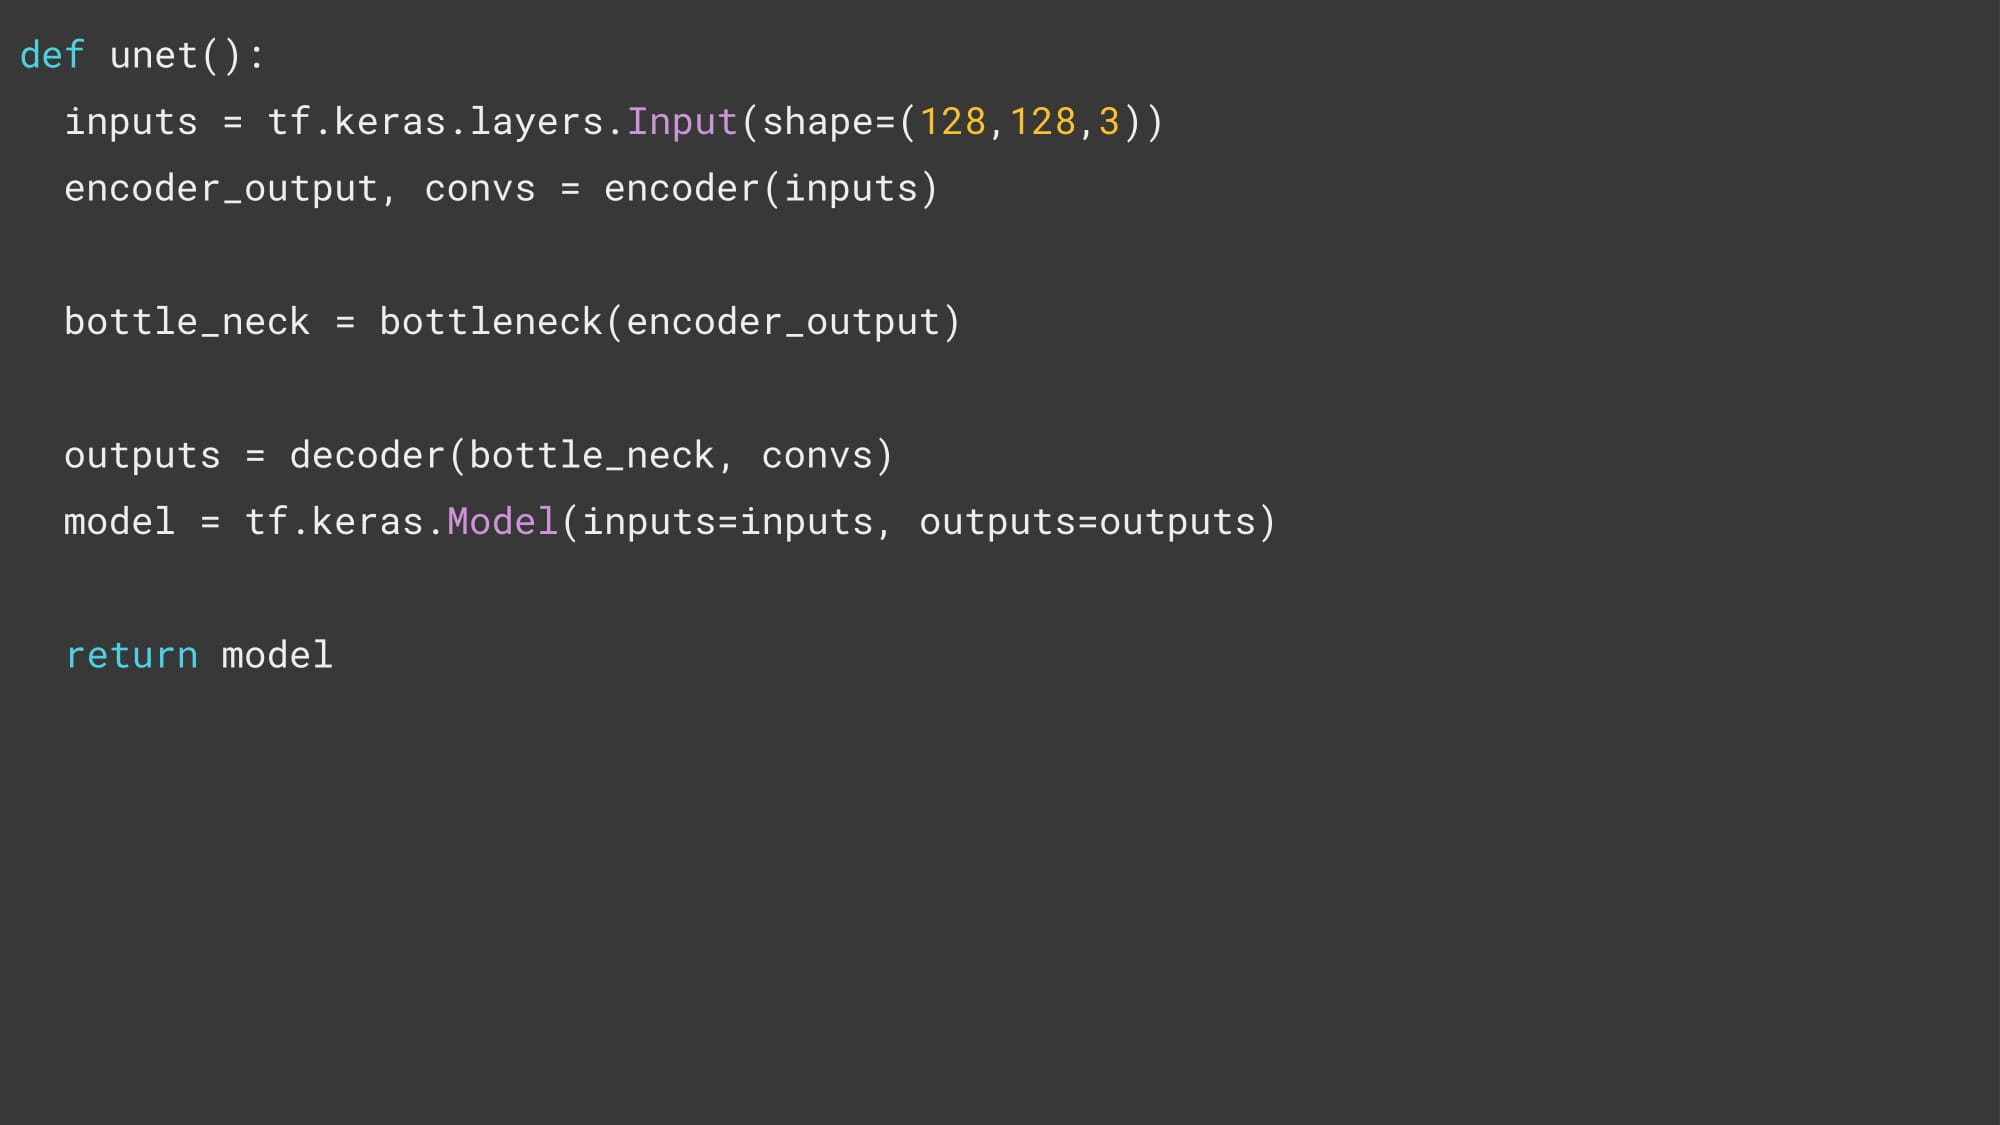 def unet():
  inputs = tf.keras.layers.Input(shape=(128,128,3))
  encoder_output, convs = encoder(inputs)
  bottle_neck = bottleneck(encoder_output)
  outputs = decoder(bottle_neck, convs)
  model = tf.keras.Model(inputs=inputs, outputs=outputs)
  return model